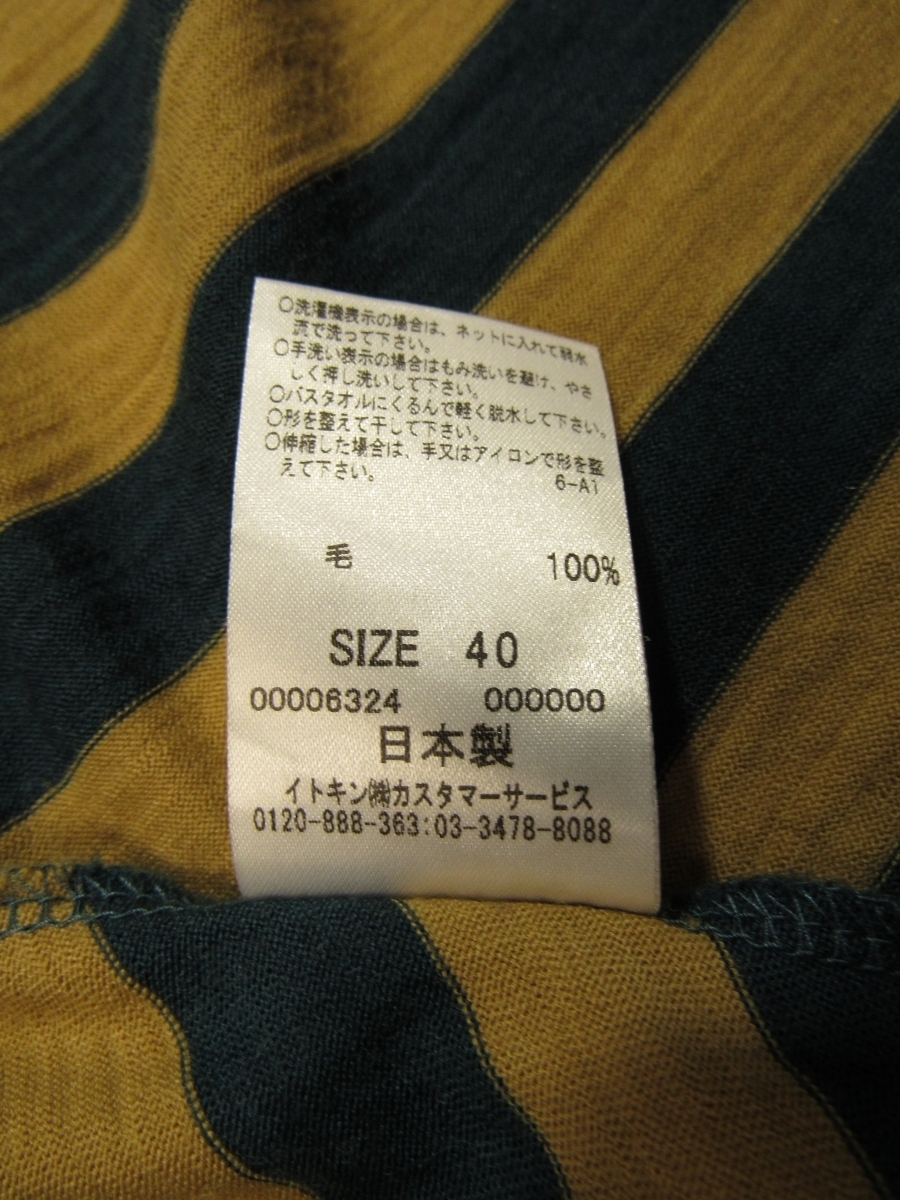 ○洗濯機表示の場合は、ネットに入れて弱水
流で洗って下さい。
○手洗い表示の場合はもみ洗いを避け、やさ
しく押し洗いして下さい。
○バスタオルにくるんで軽く脱水して下さい。
○形を整えて干して下さい。
○伸縮した場合は、手又はアイロンで形を整
えて下さい。 6-A1
毛 100%
SIZE 40
00006324 000000
日本製
イトキン㈱カスタマーサービス
0120-888-363:03-3478-8088